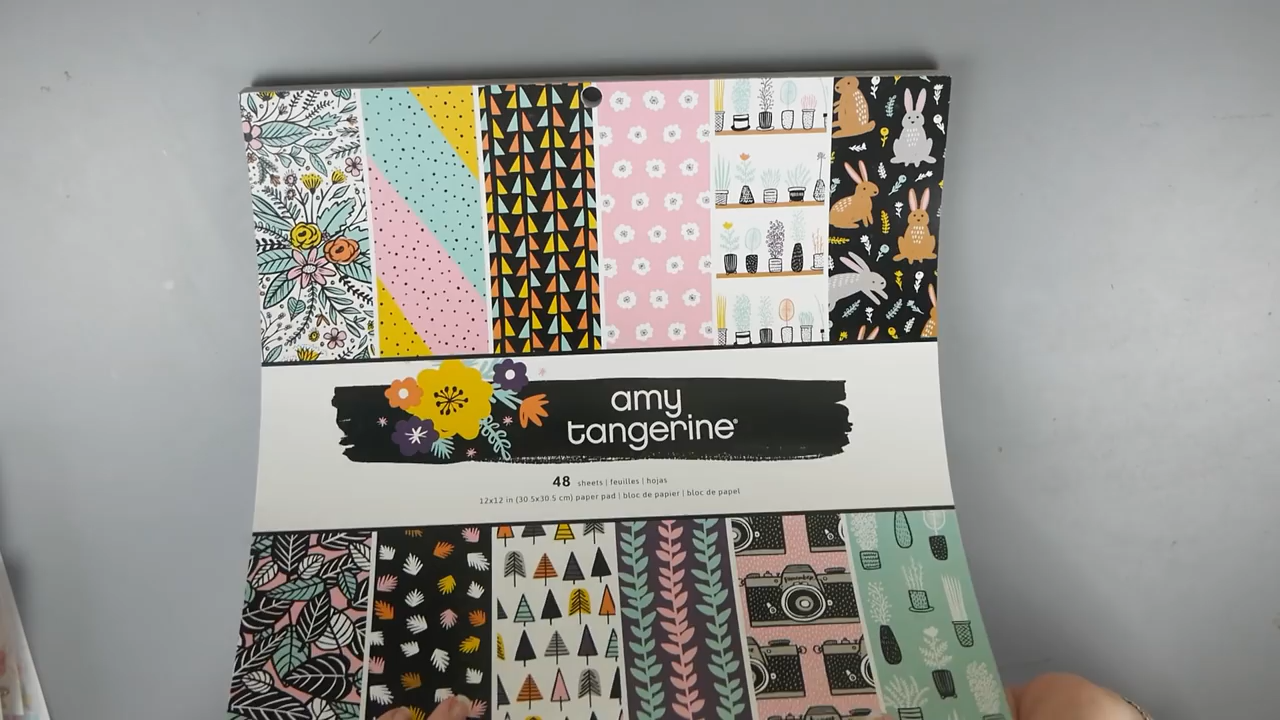 amy
tangerine®
48 sheets | feuilles | hojas
12x12 in (30.5x30.5 cm) paper pad | bloc de papier | bloc de papel